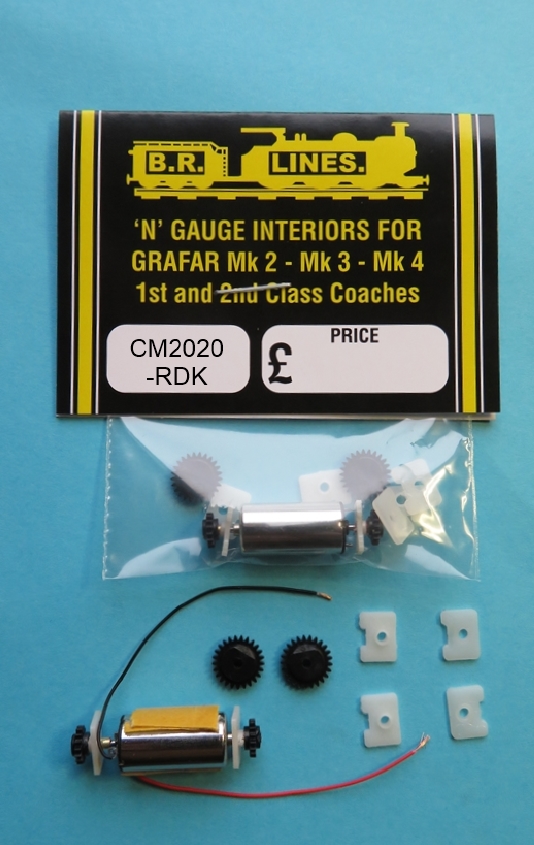 B.R. LINES.
'N' GAUGE INTERIORS FOR
GRAFAR Mk 2 - Mk 3 - Mk 4
1st and 2nd Class Coaches
CM2020
-RDK
PRICE
£